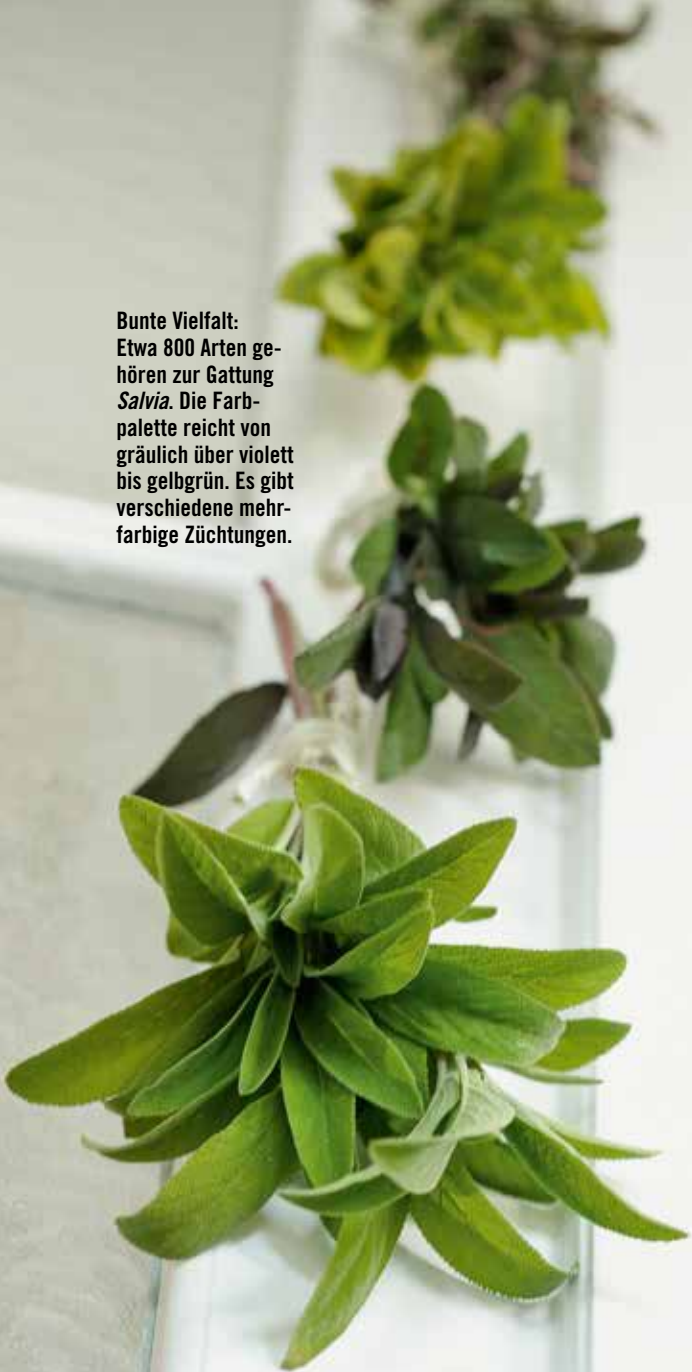 Bunte Vielfalt:
Etwa 800 Arten ge-
hören zur Gattung
Salvia. Die Farb-
palette reicht von
gräulich über violett
bis gelbgrün. Es gibt
verschiedene mehr-
farbige Züchtungen.